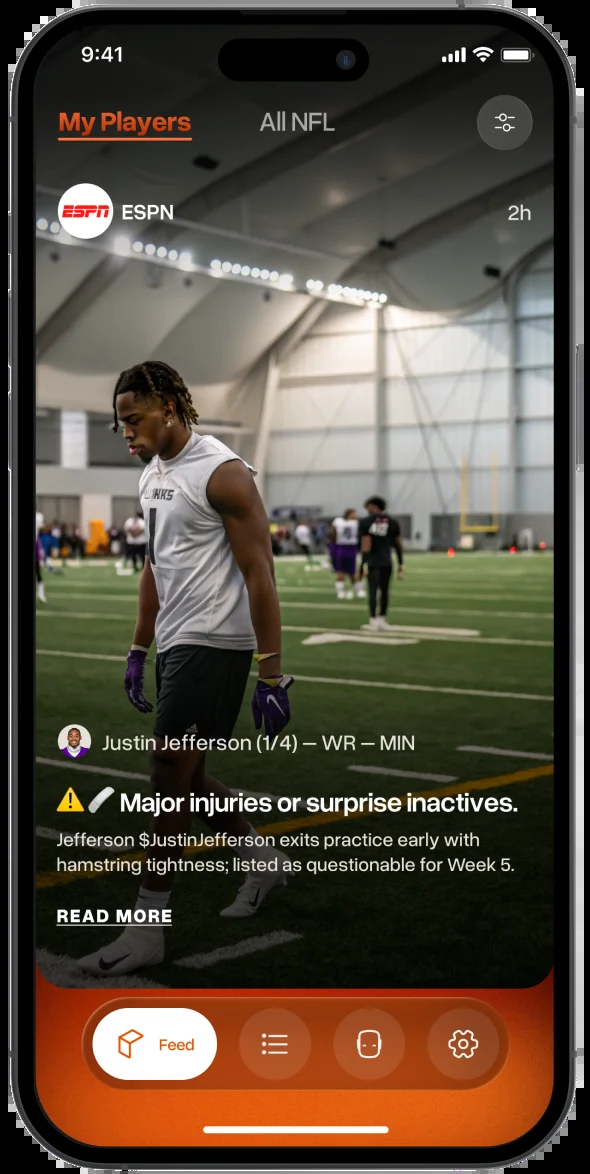 9:41
My Players
All NFL
ESPN ESPN
2h
Justin Jefferson (1/4) — WR — MIN
⚠️ Major injuries or surprise inactives.
Jefferson $JustinJefferson exits practice early with
hamstring tightness; listed as questionable for Week 5.
READ MORE
Feed